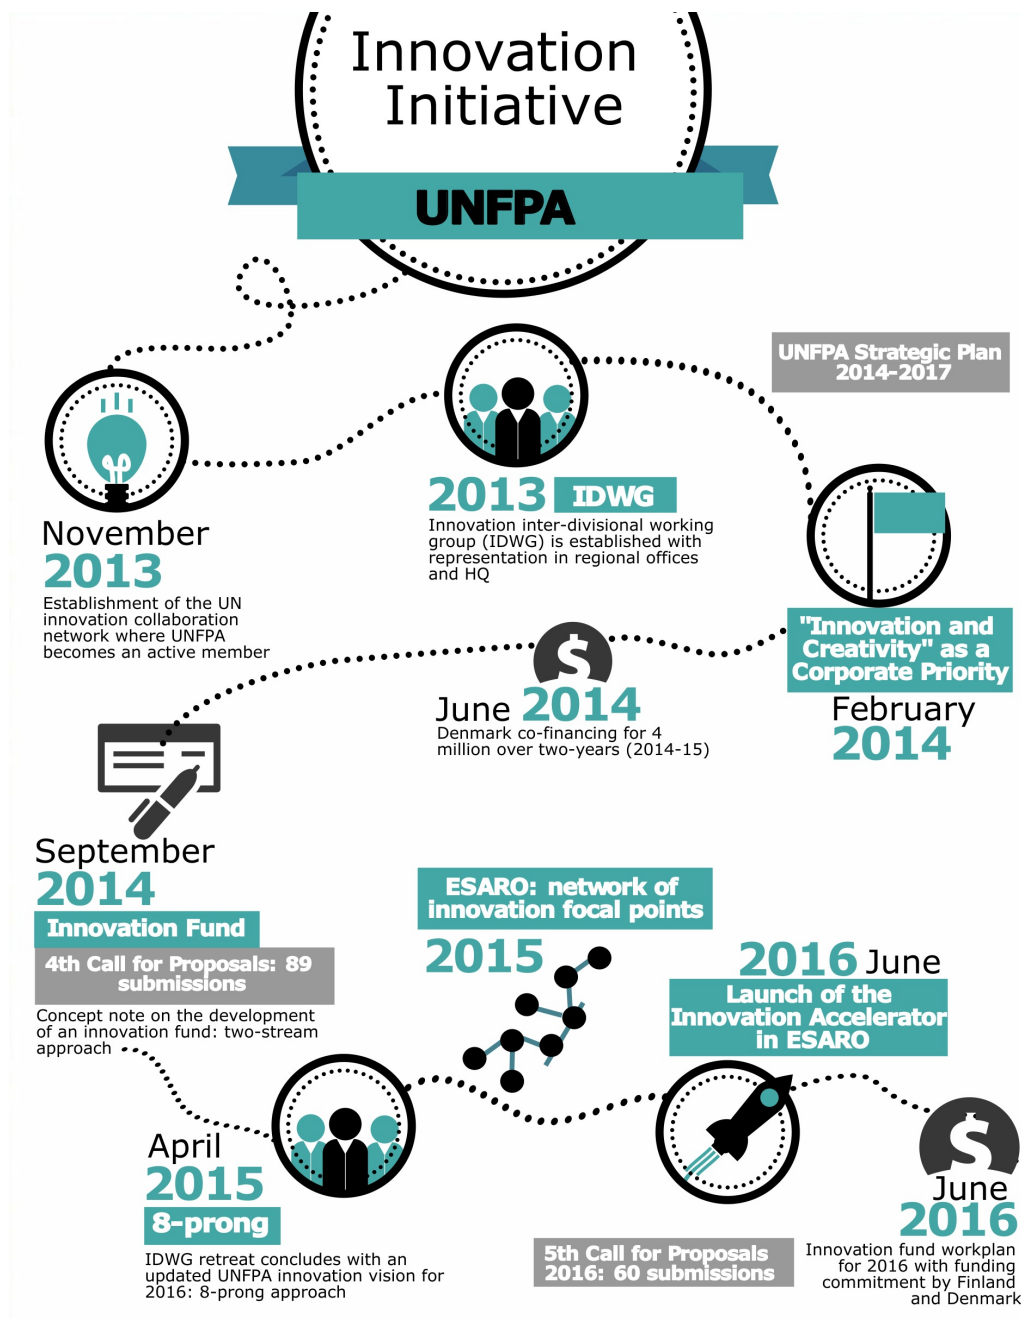 Innovation
Initiative
UNFPA
UNFPA Strategic Plan
2014-2017
November
2013
Establishment of the UN
innovation collaboration
network where UNFPA
becomes an active member
2013 IDWG
Innovation inter-divisional working
group (IDWG) is established with
representation in regional offices
and HQ
"Innovation and
Creativity" as a
Corporate Priority
February
2014
$
June 2014
Denmark co-financing for 4
million over two-years (2014-15)
September
2014
Innovation Fund
4th Call for Proposals: 89
submissions
Concept note on the development
of an innovation fund: two-stream
approach
April
2015
8-prong
IDWG retreat concludes with an
updated UNFPA innovation vision for
2016: 8-prong approach
ESARO: network of
innovation focal points
2015
2016 June
Launch of the
Innovation Accelerator
in ESARO
5th Call for Proposals
2016: 60 submissions
$
June
2016
Innovation fund workplan
for 2016 with funding
commitment by Finland
and Denmark